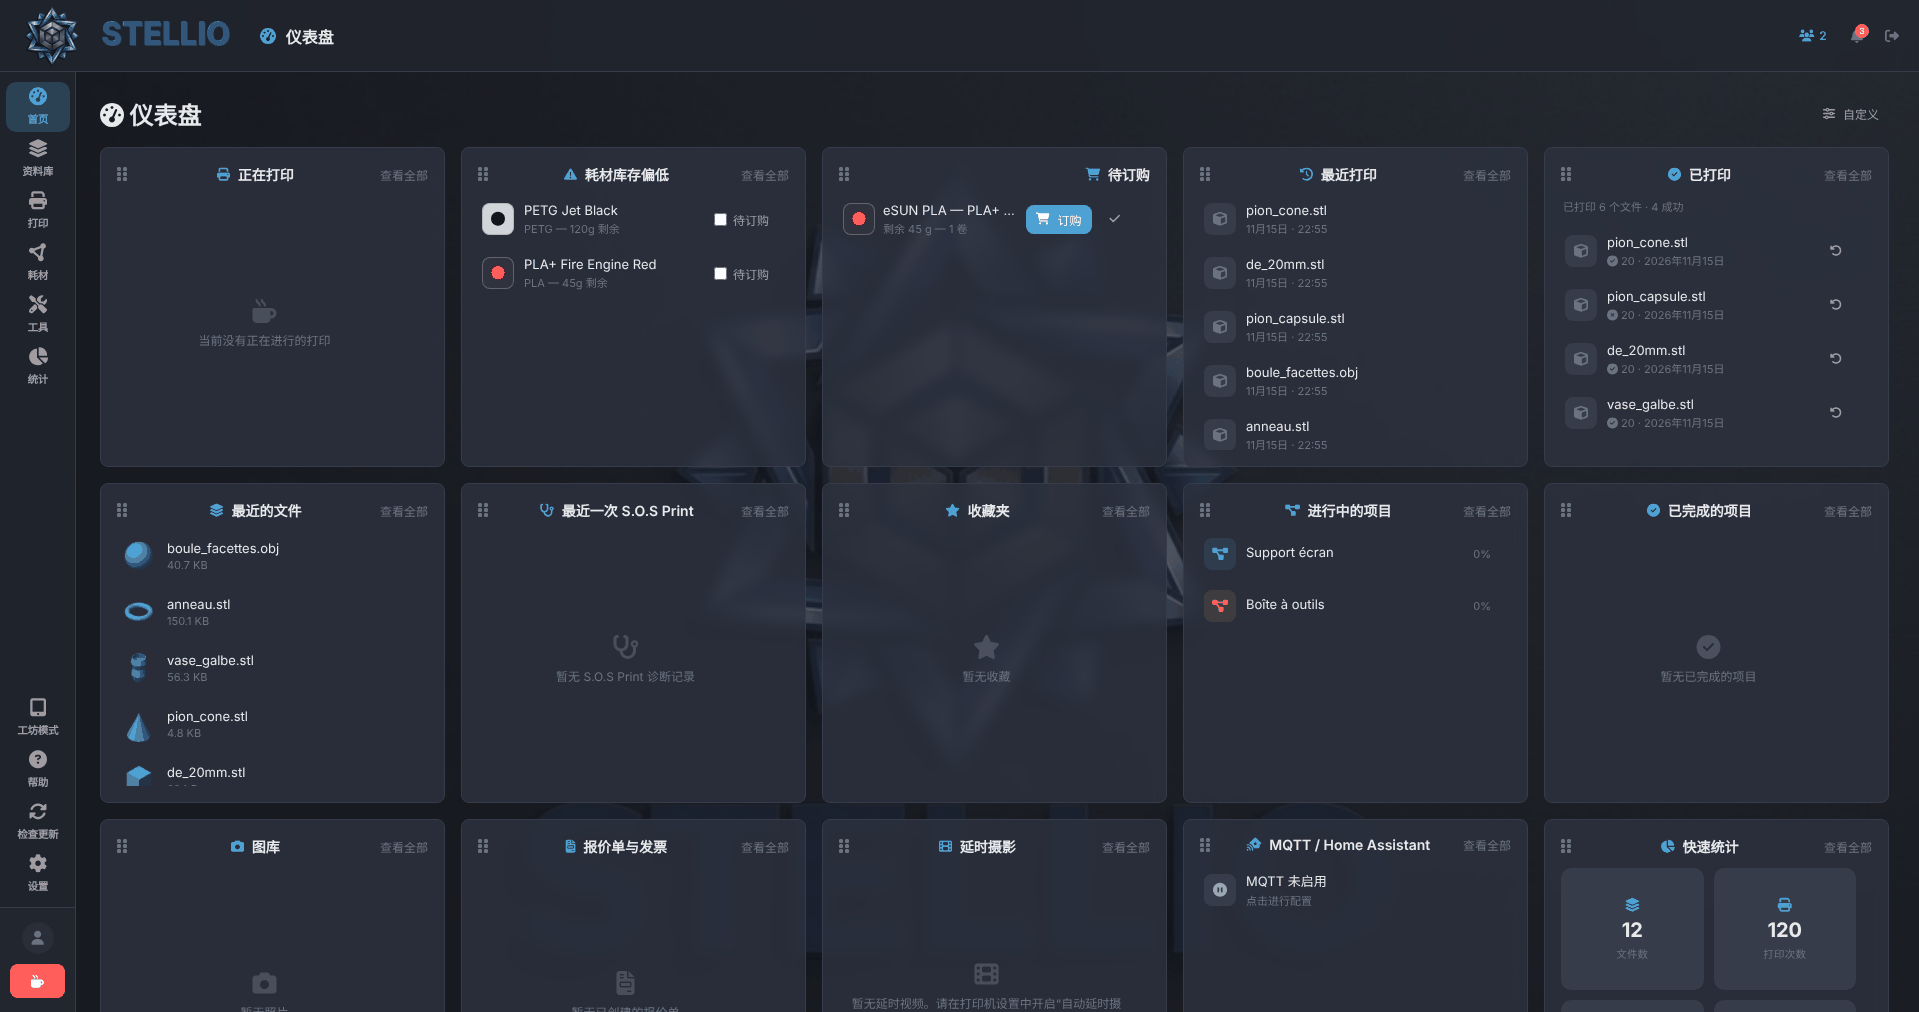 STELLIO
仪表盘
2
3
首页
资料库
打印
耗材
工具
统计
工坊模式
帮助
检查更新
设置
仪表盘
自定义
正在打印
查看全部
当前没有正在进行的打印
耗材库存偏低
查看全部
PETG Jet Black
PETG — 120g 剩余
待订购
PLA+ Fire Engine Red
PLA — 45g 剩余
待订购
待订购
eSUN PLA — PLA+ ...
剩余 45 g — 1 卷
订购
最近打印
查看全部
pion_cone.stl
11月15日 · 22:55
de_20mm.stl
11月15日 · 22:55
pion_capsule.stl
11月15日 · 22:55
boule_facettes.obj
11月15日 · 22:55
anneau.stl
11月15日 · 22:55
已打印
查看全部
已打印 6 个文件 · 4 成功
pion_cone.stl
20 · 2026年11月15日
pion_capsule.stl
20 · 2026年11月15日
de_20mm.stl
20 · 2026年11月15日
vase_galbe.stl
20 · 2026年11月15日
最近的文件
查看全部
boule_facettes.obj
40.7 KB
anneau.stl
150.1 KB
vase_galbe.stl
56.3 KB
pion_cone.stl
4.8 KB
de_20mm.stl
最近一次 S.O.S Print
查看全部
暂无 S.O.S Print 诊断记录
收藏夹
查看全部
暂无收藏
进行中的项目
查看全部
Support écran
0%
Boîte à outils
0%
已完成的项目
查看全部
暂无已完成的项目
图库
查看全部
暂无照片
报价单与发票
查看全部
暂无已创建的报价单
延时摄影
查看全部
暂无延时视频。请在打印机设置中开启"自动延时摄
MQTT / Home Assistant
查看全部
MQTT 未启用
点击进行配置
快速统计
查看全部
12
文件数
120
打印次数